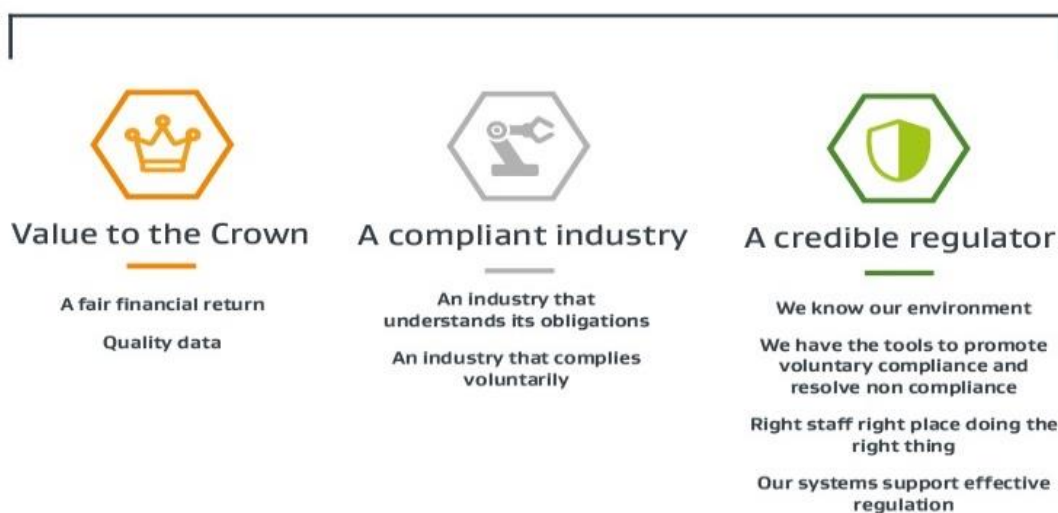 Value to the Crown
A fair financial return
Quality data
A compliant industry
An industry that
understands its obligations
An industry that complies
voluntarily
A credible regulator
We know our environment
We have the tools to promote
voluntary compliance and
resolve non compliance
Right staff right place doing the
right thing
Our systems support effective
regulation